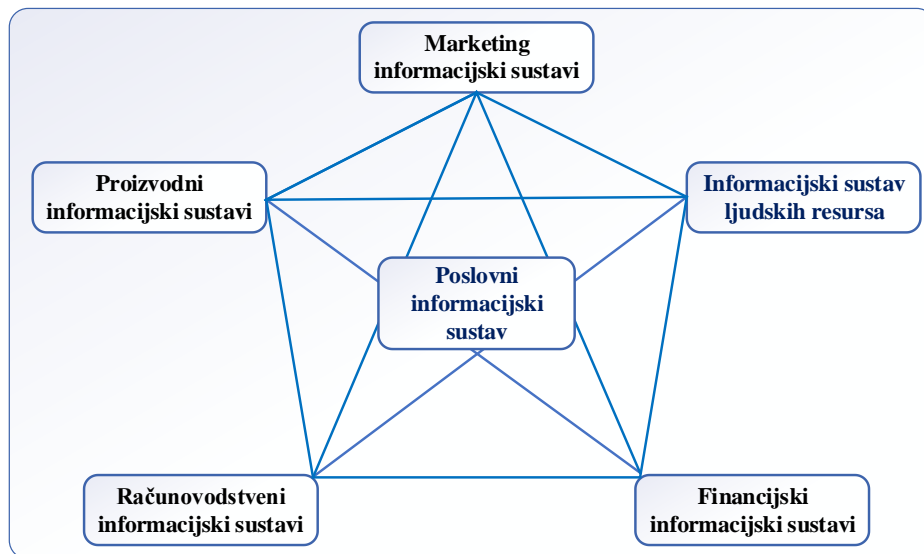 Marketing
informacijski sustavi
Proizvodni
informacijski sustavi
Informacijski sustav
ljudskih resursa
Poslovni
informacijski
sustav
Računovodstveni
informacijski sustavi
Financijski
informacijski sustavi